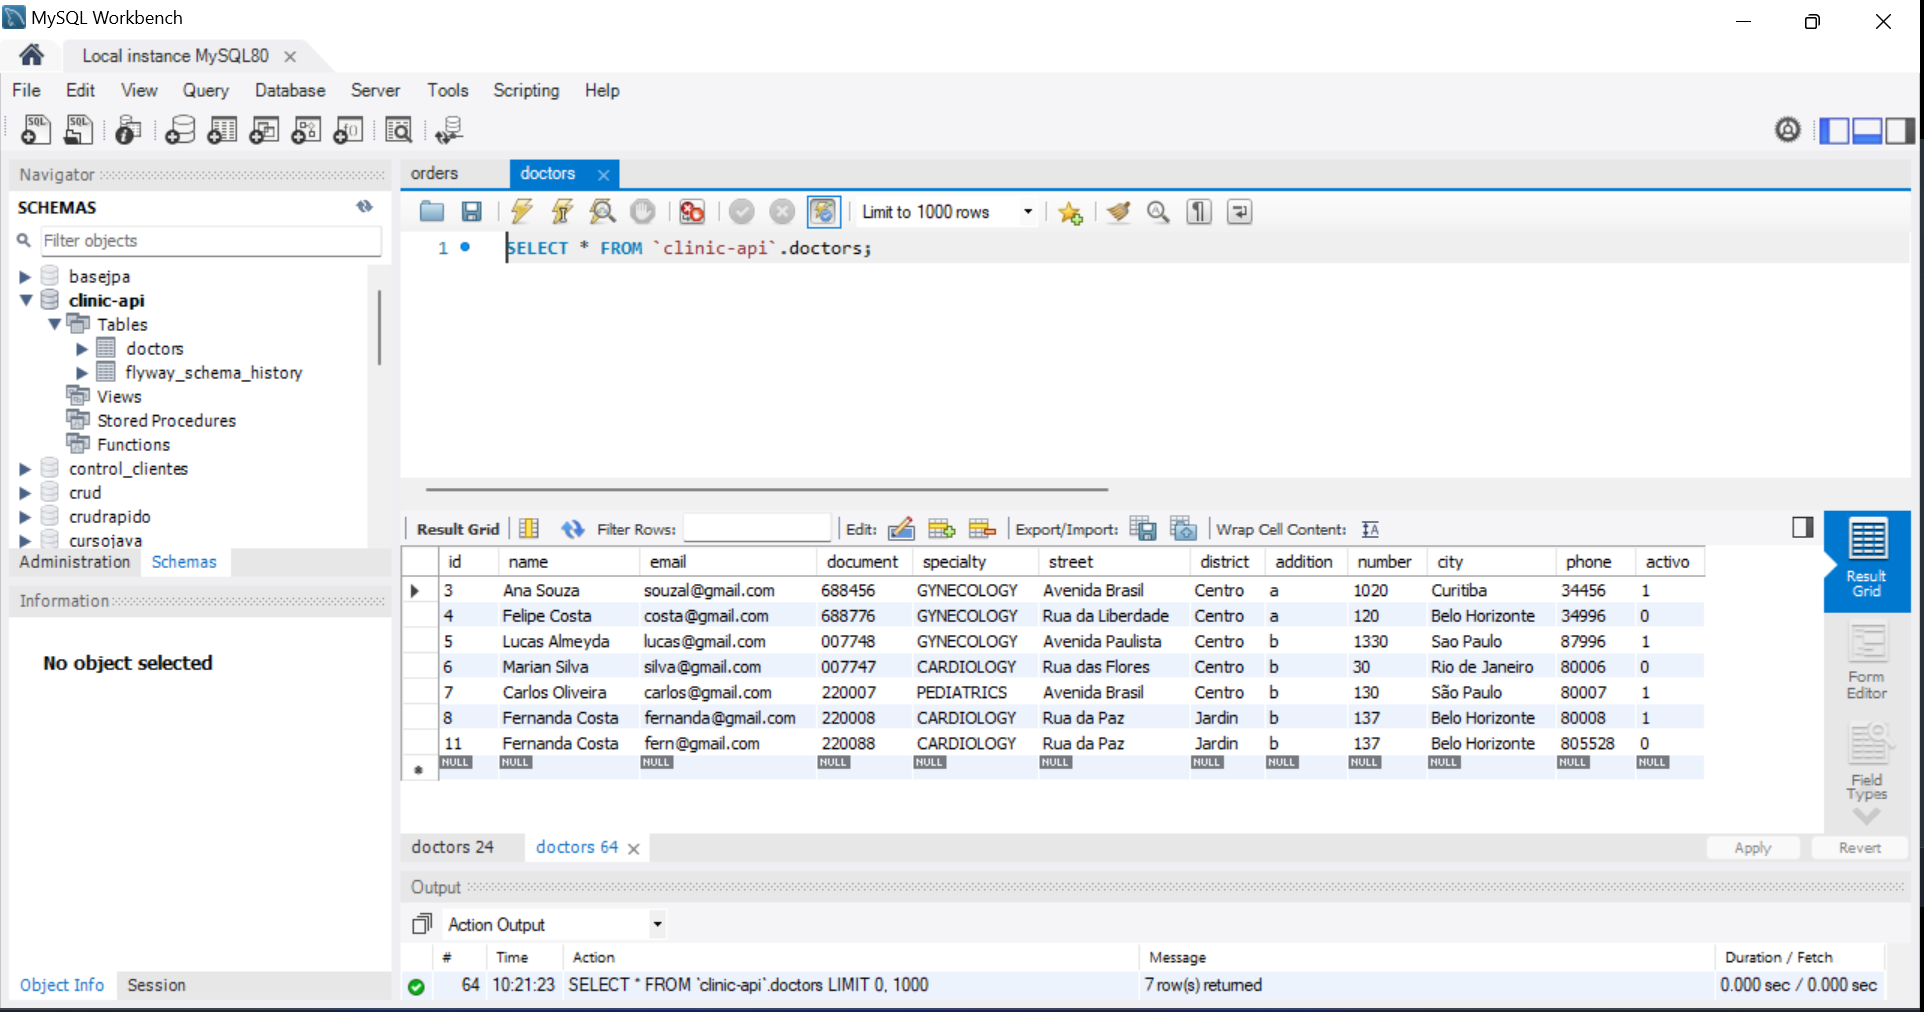 MySQL Workbench
Local instance MySQL80
File Edit View Query Database Server Tools Scripting Help
Navigator
SCHEMAS
Filter objects
basejpa
clinic-api
Tables
doctors
flyway_schema_history
Views
Stored Procedures
Functions
control_clientes
crud
crudrapido
cursojava
Administration Schemas
Information
No object selected
Object Info Session
orders doctors
Limit to 1000 rows
1 SELECT * FROM `clinic-api`.doctors;
Result Grid Filter Rows: Edit: Export/Import: Wrap Cell Content:
id name email document specialty street district addition number city phone activo
3 Ana Souza souzal@gmail.com 688456 GYNECOLOGY Avenida Brasil Centro a 1020 Curitiba 34456 1
4 Felipe Costa costa@gmail.com 688776 GYNECOLOGY Rua da Liberdade Centro a 120 Belo Horizonte 34996 0
5 Lucas Almeyda lucas@gmail.com 007748 GYNECOLOGY Avenida Paulista Centro b 1330 Sao Paulo 87996 1
6 Marian Silva silva@gmail.com 007747 CARDIOLOGY Rua das Flores Centro b 30 Rio de Janeiro 80006 0
7 Carlos Oliveira carlos@gmail.com 220007 PEDIATRICS Avenida Brasil Centro b 130 São Paulo 80007 1
8 Fernanda Costa fernanda@gmail.com 220008 CARDIOLOGY Rua da Paz Jardin b 137 Belo Horizonte 80008 1
11 Fernanda Costa fern@gmail.com 220088 CARDIOLOGY Rua da Paz Jardin b 137 Belo Horizonte 805528 0
NULL NULL NULL NULL NULL NULL NULL NULL NULL NULL NULL NULL
Result
Grid
Form
Editor
Field
Types
doctors 24 doctors 64 Apply Revert
Output
Action Output
# Time Action Message Duration / Fetch
64 10:21:23 SELECT * FROM `clinic-api`.doctors LIMIT 0, 1000 7 row(s) returned 0.000 sec / 0.000 sec